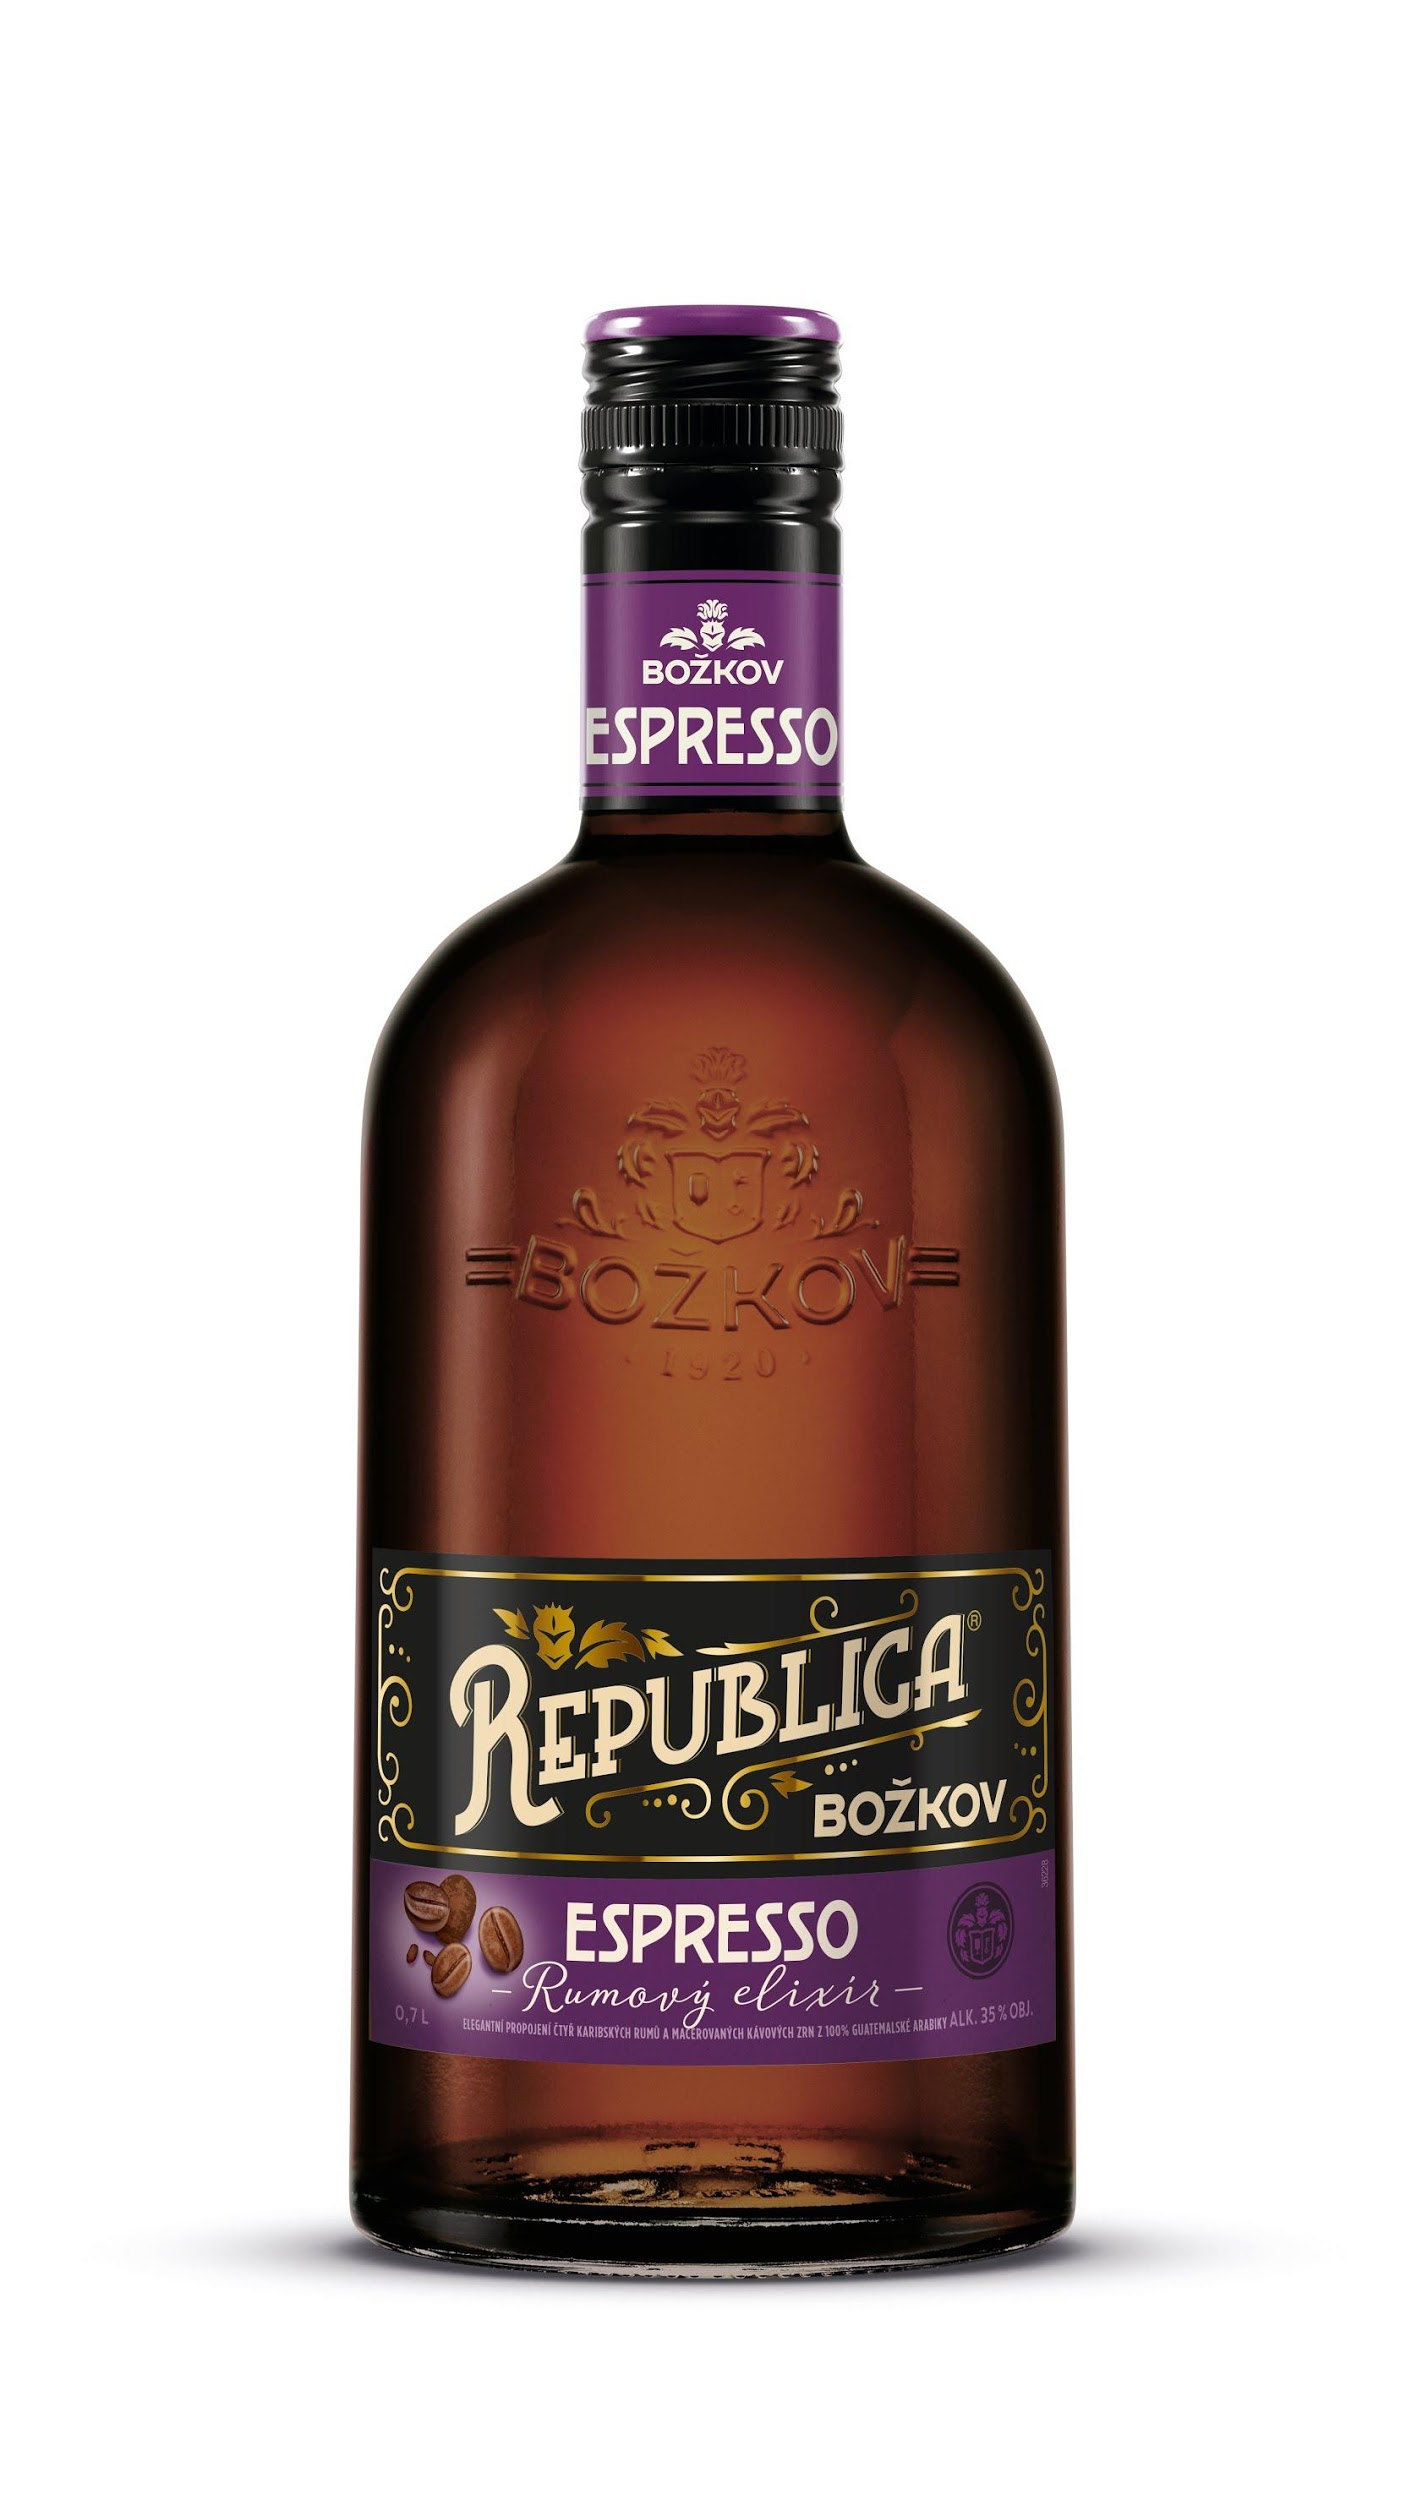 BOŽKOV
ESPRESSO
BOŽKOV
1920
REPUBLICA®
BOŽKOV
36228
ESPRESSO
Rumový elixír
0,7 L
ELEGANTNÍ PROPOJENÍ ČTYŘ KARIBSKÝCH RUMŮ A MACEROVANÝCH KÁVOVÝCH ZRN Z 100% GUATEMALSKÉ ARABIKY
ALK. 35 % OBJ.